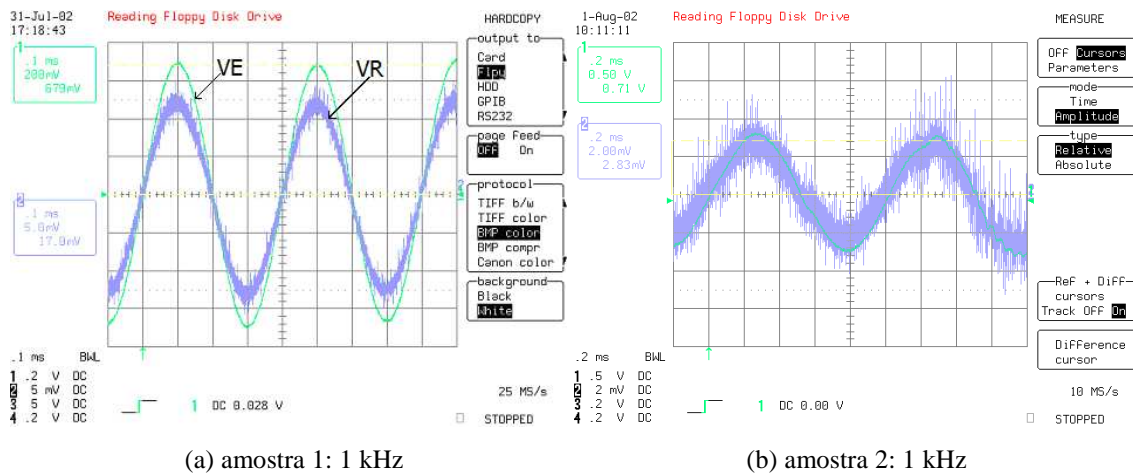 31-Jul-02
17:18:43
Reading Floppy Disk Drive
HARDCOPY
1
.1 ms
200mV
679mV
VE
VR
2
.1 ms
5.0mV
output to
Card
Flpy
HDD
GPIB
RS232
page Feed
OFF On
protocol
TIFF b/w
TIFF color
BMP color
BMP compr
Canon color
background
Black
White
.1 ms BWL
1 .2 V DC
2 5 mV DC
3 5 V DC
4 .2 V DC
1 DC 0.028 V
25 MS/s
STOPPED
(a) amostra 1: 1 kHz
1-Aug-02
10:11:11
Reading Floppy Disk Drive
MEASURE
1
.2 ms
0.50 V
0.71 V
2
.2 ms
2.00mV
2.83mV
OFF Cursors
Parameters
mode
Time
Amplitude
type
Relative
Absolute
Ref + Diff
cursors
Track OFF On
Difference
cursor
.2 ms BWL
1 .5 V DC
2 2 mV DC
3 .2 V DC
4 .2 V DC
1 DC 0.00 V
10 MS/s
STOPPED
(b) amostra 2: 1 kHz